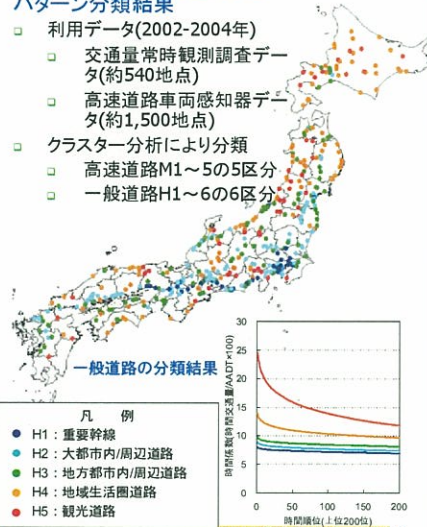 パターン分類結果
利用データ(2002-2004年)
交通量常時観測調査デー
タ(約540地点)
高速道路車両感知器デー
タ(約1,500地点)
クラスター分析により分類
高速道路M1～5の5区分
一般道路H1～6の6区分
一般道路の分類結果
凡 例
H1：重要幹線
H2：大都市内/周辺道路
H3：地方都市内/周辺道路
H4：地域生活圏道路
H5：観光道路
時間係数(時間交通量/AADT×100)
30
25
20
15
10
5
0
0 50 100 150 200
時間順位(上位200位)